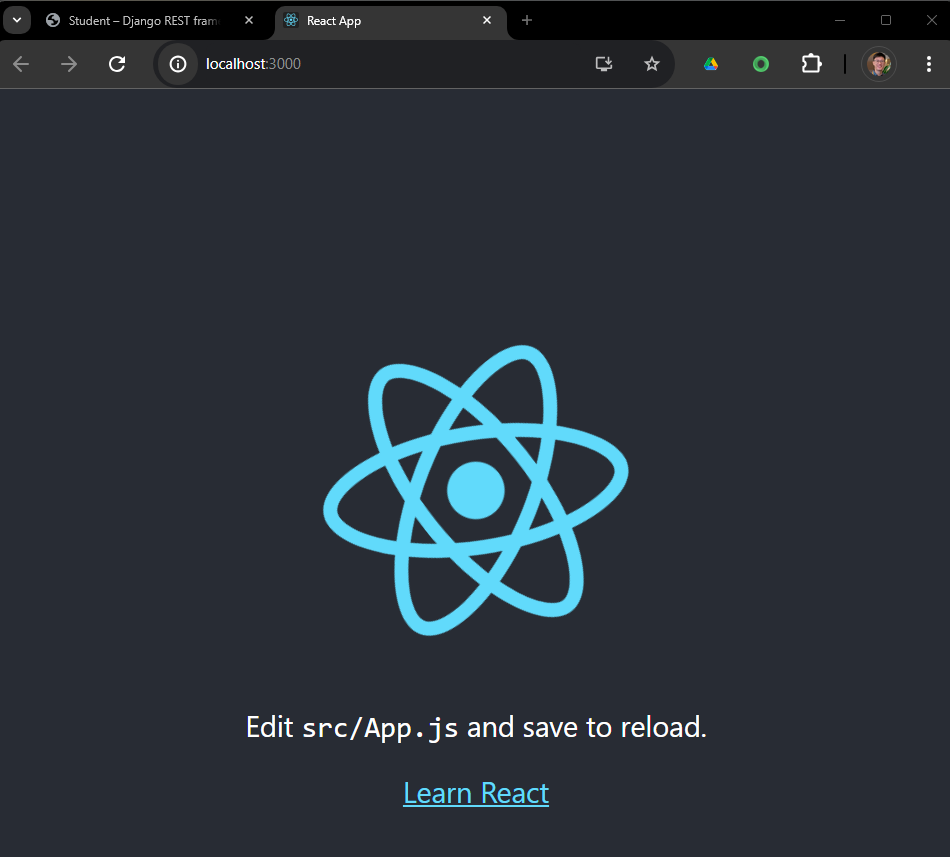 Student – Django REST fram
React App
localhost:3000
Edit src/App.js and save to reload.
Learn React